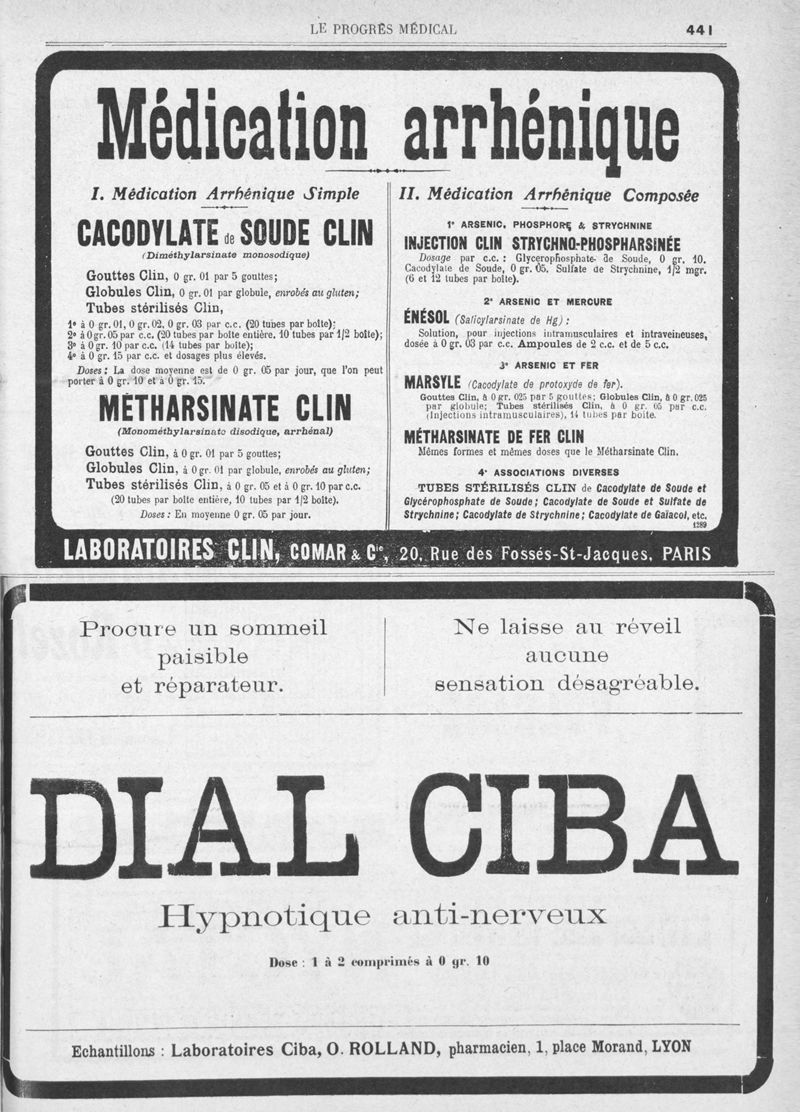 LE PROGRÈS MÉDICAL
441
Médication arrhénique
I. Médication Arrhénique Simple
CACODYLATE de SOUDE CLIN
(Diméthylarsinate monosodique)
Gouttes Clin, 0 gr. 01 par 5 gouttes;
Globules Clin, 0 gr. 01 par globule, enrobés au gluten;
Tubes stérilisés Clin,
1º à 0 gr. 01, 0 gr. 02, 0 gr. 03 par c.c. (20 tubes par boîte);
2º à 0 gr. 05 par c.c. (20 tubes par boîte entière, 10 tubes par 1/2 boîte);
3º à 0 gr. 10 par c.c. (14 tubes par boîte);
4º à 0 gr. 15 par c.c. et dosages plus élevés.
Doses: La dose moyenne est de 0 gr. 05 par jour, que l'on peut
porter à 0 gr. 10 et à 0 gr. 15.
MÉTHARSINATE CLIN
(Monométhylarsinate disodique, arrhénal)
Gouttes Clin, à 0 gr. 01 par 5 gouttes;
Globules Clin, à 0 gr. 01 par globule, enrobés au gluten;
Tubes stérilisés Clin, à 0 gr. 05 et à 0 gr. 10 par c.c.
(20 tubes par boîte entière, 10 tubes par 1/2 boîte).
Doses: En moyenne 0 gr. 05 par jour.
II. Médication Arrhénique Composée
1º ARSENIC, PHOSPHORE & STRYCHNINE
INJECTION CLIN STRYCHNO-PHOSPHARSINÉE
Dosage par c.c. : Glycerophosphate de Soude, 0 gr. 10.
Cacodylate de Soude, 0 gr. 05. Sulfate de Strychnine, 1/2 mgr.
(6 et 12 tubes par boîte).
2º ARSENIC ET MERCURE
ÉNÉSOL (Salicylarsinate de Hg) :
Solution, pour injections intramusculaires et intraveineuses,
dosée à 0 gr. 03 par c.c. Ampoules de 2 c.c. et de 5 c.c.
3º ARSENIC ET FER
MARSYLE (Cacodylate de protoxyde de fer).
Gouttes Clin, à 0 gr. 025 par 5 gouttes; Globules Clin, à 0 gr. 025
par globule; Tubes stérilisés Clin, à 0 gr. 05 par c.c.
(Injections intramusculaires), 14 tubes par boîte.
MÉTHARSINATE DE FER CLIN
Mêmes formes et mêmes doses que le Métharsinate Clin.
4º ASSOCIATIONS DIVERSES
TUBES STÉRILISÉS CLIN de Cacodylate de Soude et
Glycérophosphate de Soude; Cacodylate de Soude et Sulfate de
Strychnine; Cacodylate de Strychnine; Cacodylate de Gaïacol, etc.
1289
LABORATOIRES CLIN, COMAR & Cie, 20, Rue des Fossés-St-Jacques, PARIS
Procure un sommeil
paisible
et réparateur.
Ne laisse au réveil
aucune
sensation désagréable.
DIAL CIBA
Hypnotique anti-nerveux
Dose : 1 à 2 comprimés à 0 gr. 10
Echantillons : Laboratoires Ciba, O. ROLLAND, pharmacien, 1, place Morand, LYON